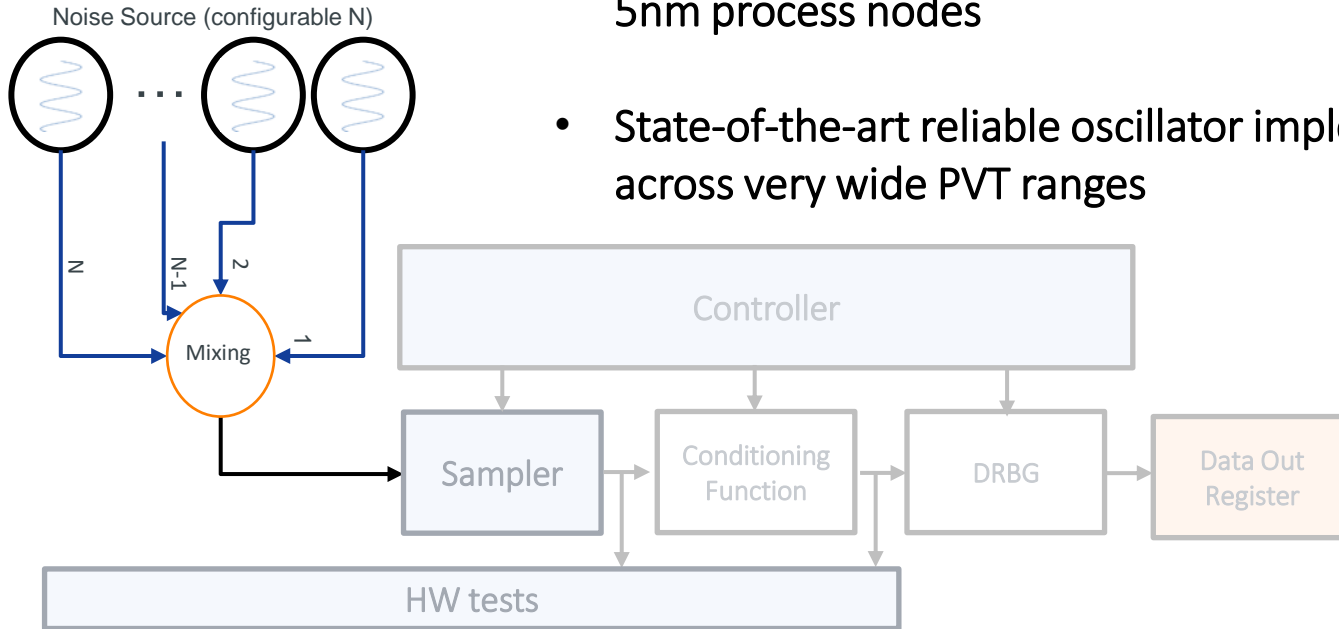 Noise Source (configurable N)
5nm process nodes
. . .
• State-of-the-art reliable oscillator
across very wide PVT ranges
N
N-1
2
1
Mixing
Controller
Sampler
Conditioning
Function
DRBG
Data Out
Register
HW tests